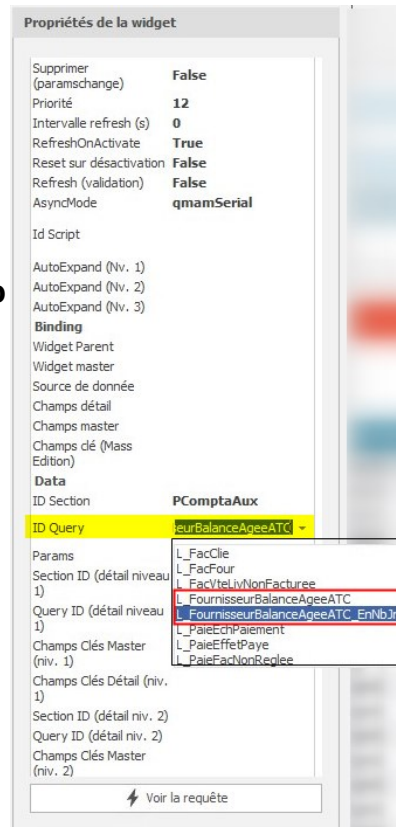 Propriétés de la widget
Supprimer
(paramschange) False
Priorité 12
Intervalle refresh (s) 0
RefreshOnActivate True
Reset sur désactivation False
Refresh (validation) False
AsyncMode qmamSerial
Id Script
AutoExpand (Nv. 1)
AutoExpand (Nv. 2)
AutoExpand (Nv. 3)
Binding
Widget Parent
Widget master
Source de donnée
Champs détail
Champs master
Champs clé (Mass
Edition)
Data
ID Section PComptaAux
ID Query seurBalanceAgeeATC
Params
L_FacClie
L_FacFour
Section ID (détail niveau
1)
L_FacVteLivNonFacturee
L_FournisseurBalanceAgeeATC
Query ID (détail niveau
1)
L_FournisseurBalanceAgeeATC_EnNbJr
L_PaieEchPaiement
Champs Clés Master
(niv. 1)
L_PaieEffetPaye
L_PaieFacNonReglee
Champs Clés Détail (niv.
1)
Section ID (détail niv. 2)
Query ID (détail niv. 2)
Champs Clés Master
(niv. 2)
Voir la requête